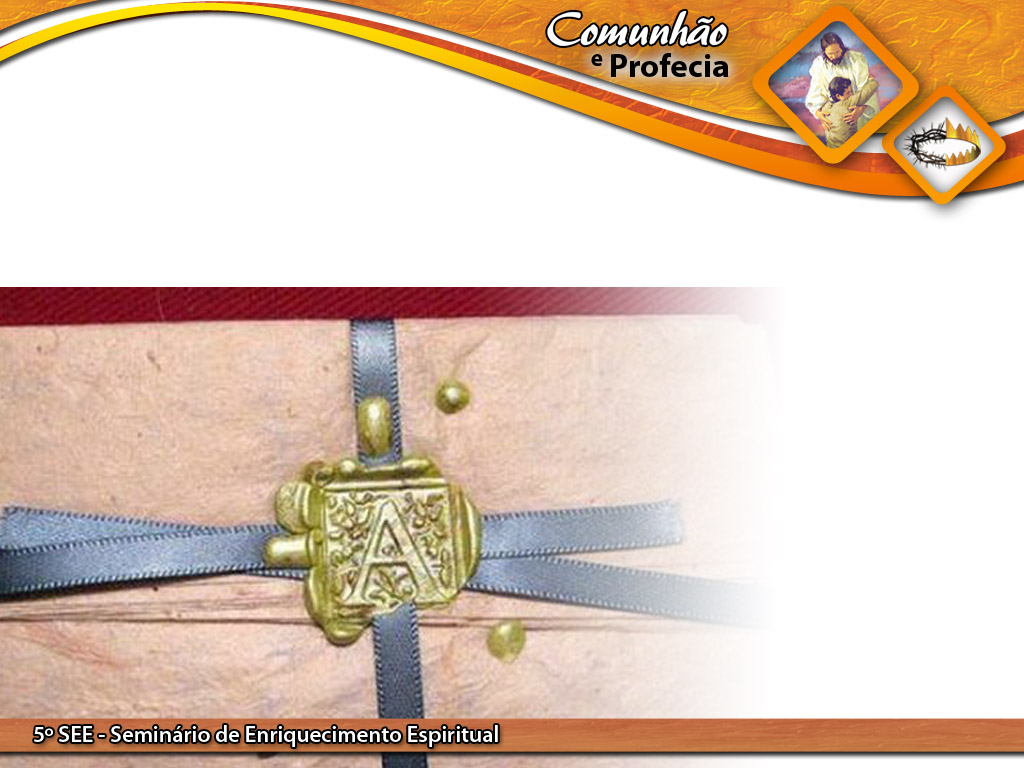 Comunhão
e Profecia
A
5º SEE - Seminário de Enriquecimento Espiritual